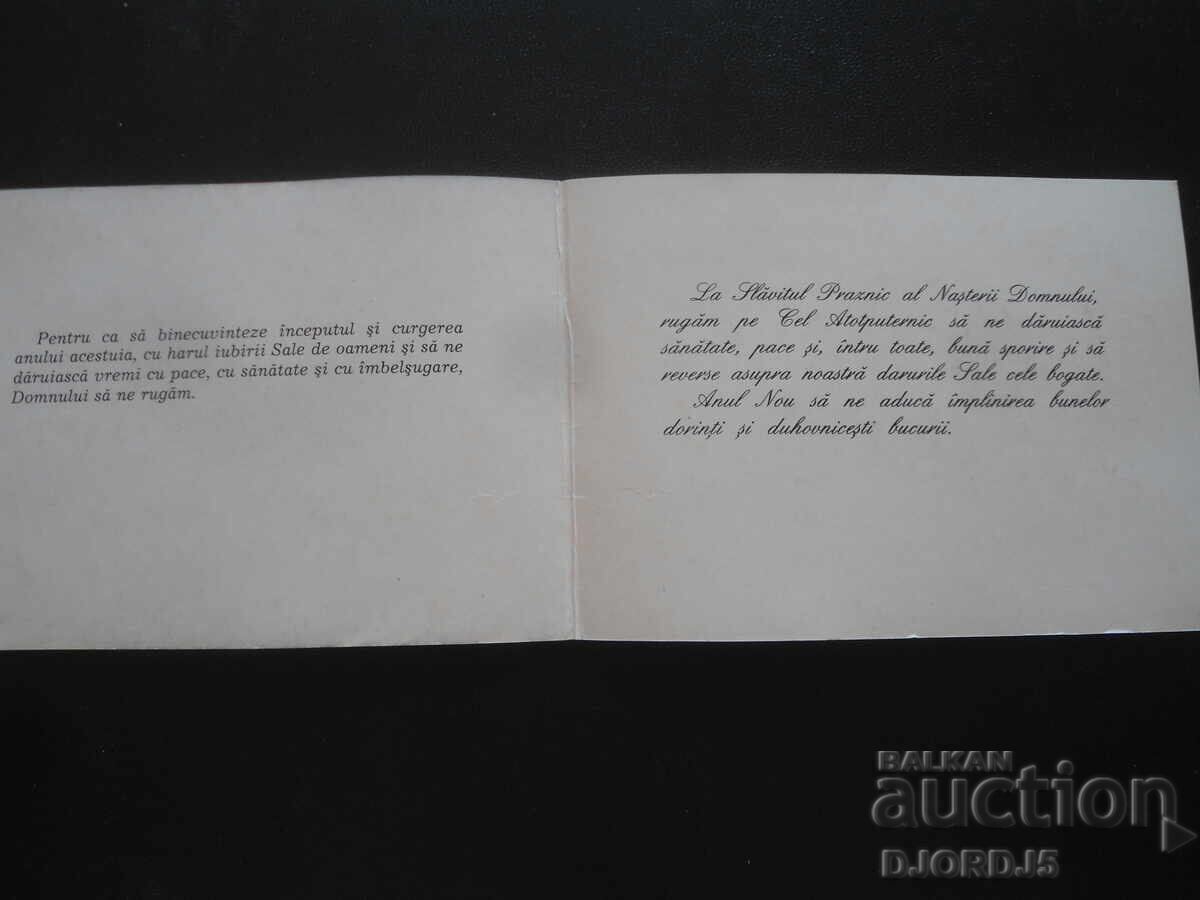 Pentru ca să binecuvinteze începutul şi curgerea
anului acestuia, cu harul iubirii Sale de oameni şi să ne
dăruiască vremi cu pace, cu sănătate şi cu îmbelşugare,
Domnului să ne rugăm.
La Slăvitul Praznic al Naşterii Domnului,
rugăm pe Cel Atotputernic să ne dăruiască
sănătate, pace şi, întru toate, bună sporire şi să
reverse asupra noastră darurile Sale cele bogate.
Anul Nou să ne aducă împlinirea bunelor
dorinţi şi duhovniceşti bucurii.
BALKAN
auction
DJORDJ5